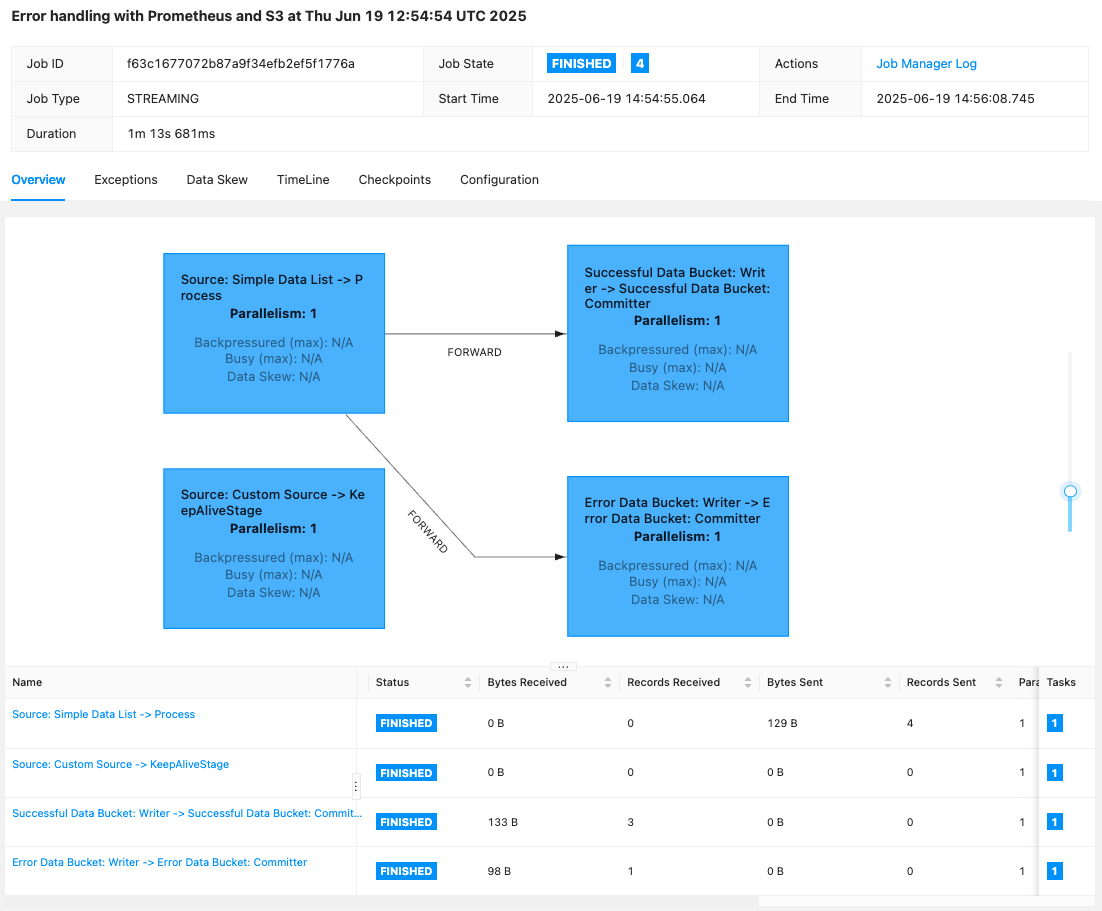 Error handling with Prometheus and S3 at Thu Jun 19 12:54:54 UTC 2025
Job ID f63c1677072b87a9f34efb2ef5f1776a Job State FINISHED 4 Actions Job Manager Log
Job Type STREAMING Start Time 2025-06-19 14:54:55.064 End Time 2025-06-19 14:56:08.745
Duration 1m 13s 681ms
Overview Exceptions Data Skew TimeLine Checkpoints Configuration
Source: Simple Data List -> P
rocess
Parallelism: 1
Backpressured (max): N/A
Busy (max): N/A
Data Skew: N/A
FORWARD
Successful Data Bucket: Writ
er -> Successful Data Bucket:
Committer
Parallelism: 1
Backpressured (max): N/A
Busy (max): N/A
Data Skew: N/A
Source: Custom Source -> Ke
epAliveStage
Parallelism: 1
Backpressured (max): N/A
Busy (max): N/A
Data Skew: N/A
FORWARD
Error Data Bucket: Writer -> E
rror Data Bucket: Committer
Parallelism: 1
Backpressured (max): N/A
Busy (max): N/A
Data Skew: N/A
Name Status Bytes Received Records Received Bytes Sent Records Sent Para Tasks
Source: Simple Data List -> Process FINISHED 0 B 0 129 B 4 1 1
Source: Custom Source -> KeepAliveStage FINISHED 0 B 0 0 B 0 1 1
Successful Data Bucket: Writer -> Successful Data Bucket: Commit... FINISHED 133 B 3 0 B 0 1 1
Error Data Bucket: Writer -> Error Data Bucket: Committer FINISHED 98 B 1 0 B 0 1 1